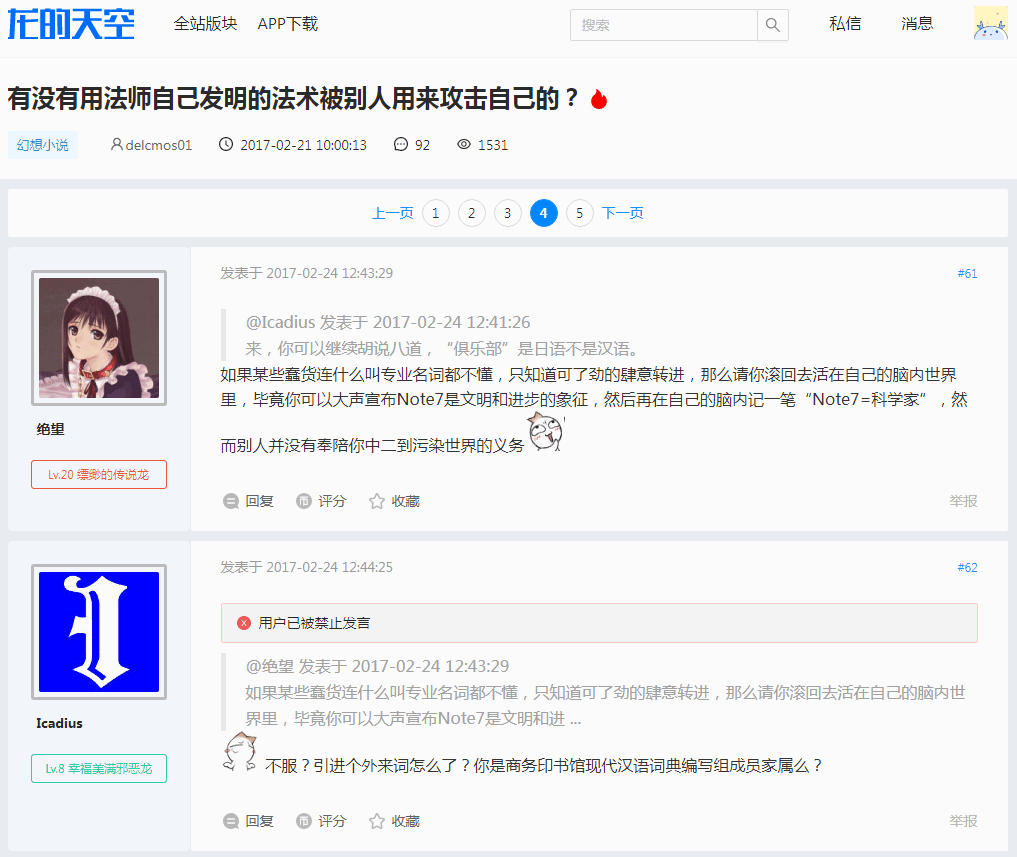 龙的天空 全站版块 APP下载 搜索 私信 消息
有没有用法师自己发明的法术被别人用来攻击自己的？
幻想小说 delcmos01 2017-02-21 10:00:13 92 1531
上一页 1 2 3 4 5 下一页
发表于 2017-02-24 12:43:29 #61
@Icadius 发表于 2017-02-24 12:41:26
来，你可以继续胡说八道，“俱乐部”是日语不是汉语。
如果某些蠢货连什么叫专业名词都不懂，只知道可了劲的肆意转进，那么请你滚回去活在自己的脑内世界
里，毕竟你可以大声宣布Note7是文明和进步的象征，然后再在自己的脑内记一笔“Note7=科学家”，然
而别人并没有奉陪你中二到污染世界的义务
绝望
Lv.20 缥缈的传说龙
回复 评分 收藏 举报
发表于 2017-02-24 12:44:25 #62
用户已被禁止发言
@绝望 发表于 2017-02-24 12:43:29
如果某些蠢货连什么叫专业名词都不懂，只知道可了劲的肆意转进，那么请你滚回去活在自己的脑内世
界里，毕竟你可以大声宣布Note7是文明和进 ...
不服？引进个外来词怎么了？你是商务印书馆现代汉语词典编写组成员家属么？
Icadius
Lv.8 幸福美满邪恶龙
回复 评分 收藏 举报